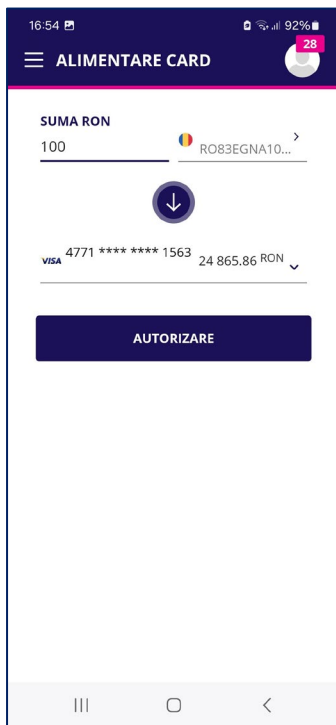 16:54 92%
28
ALIMENTARE CARD
SUMA RON
100 RO83EGNA10...
VISA 4771 **** **** 1563 24 865.86 RON
AUTORIZARE